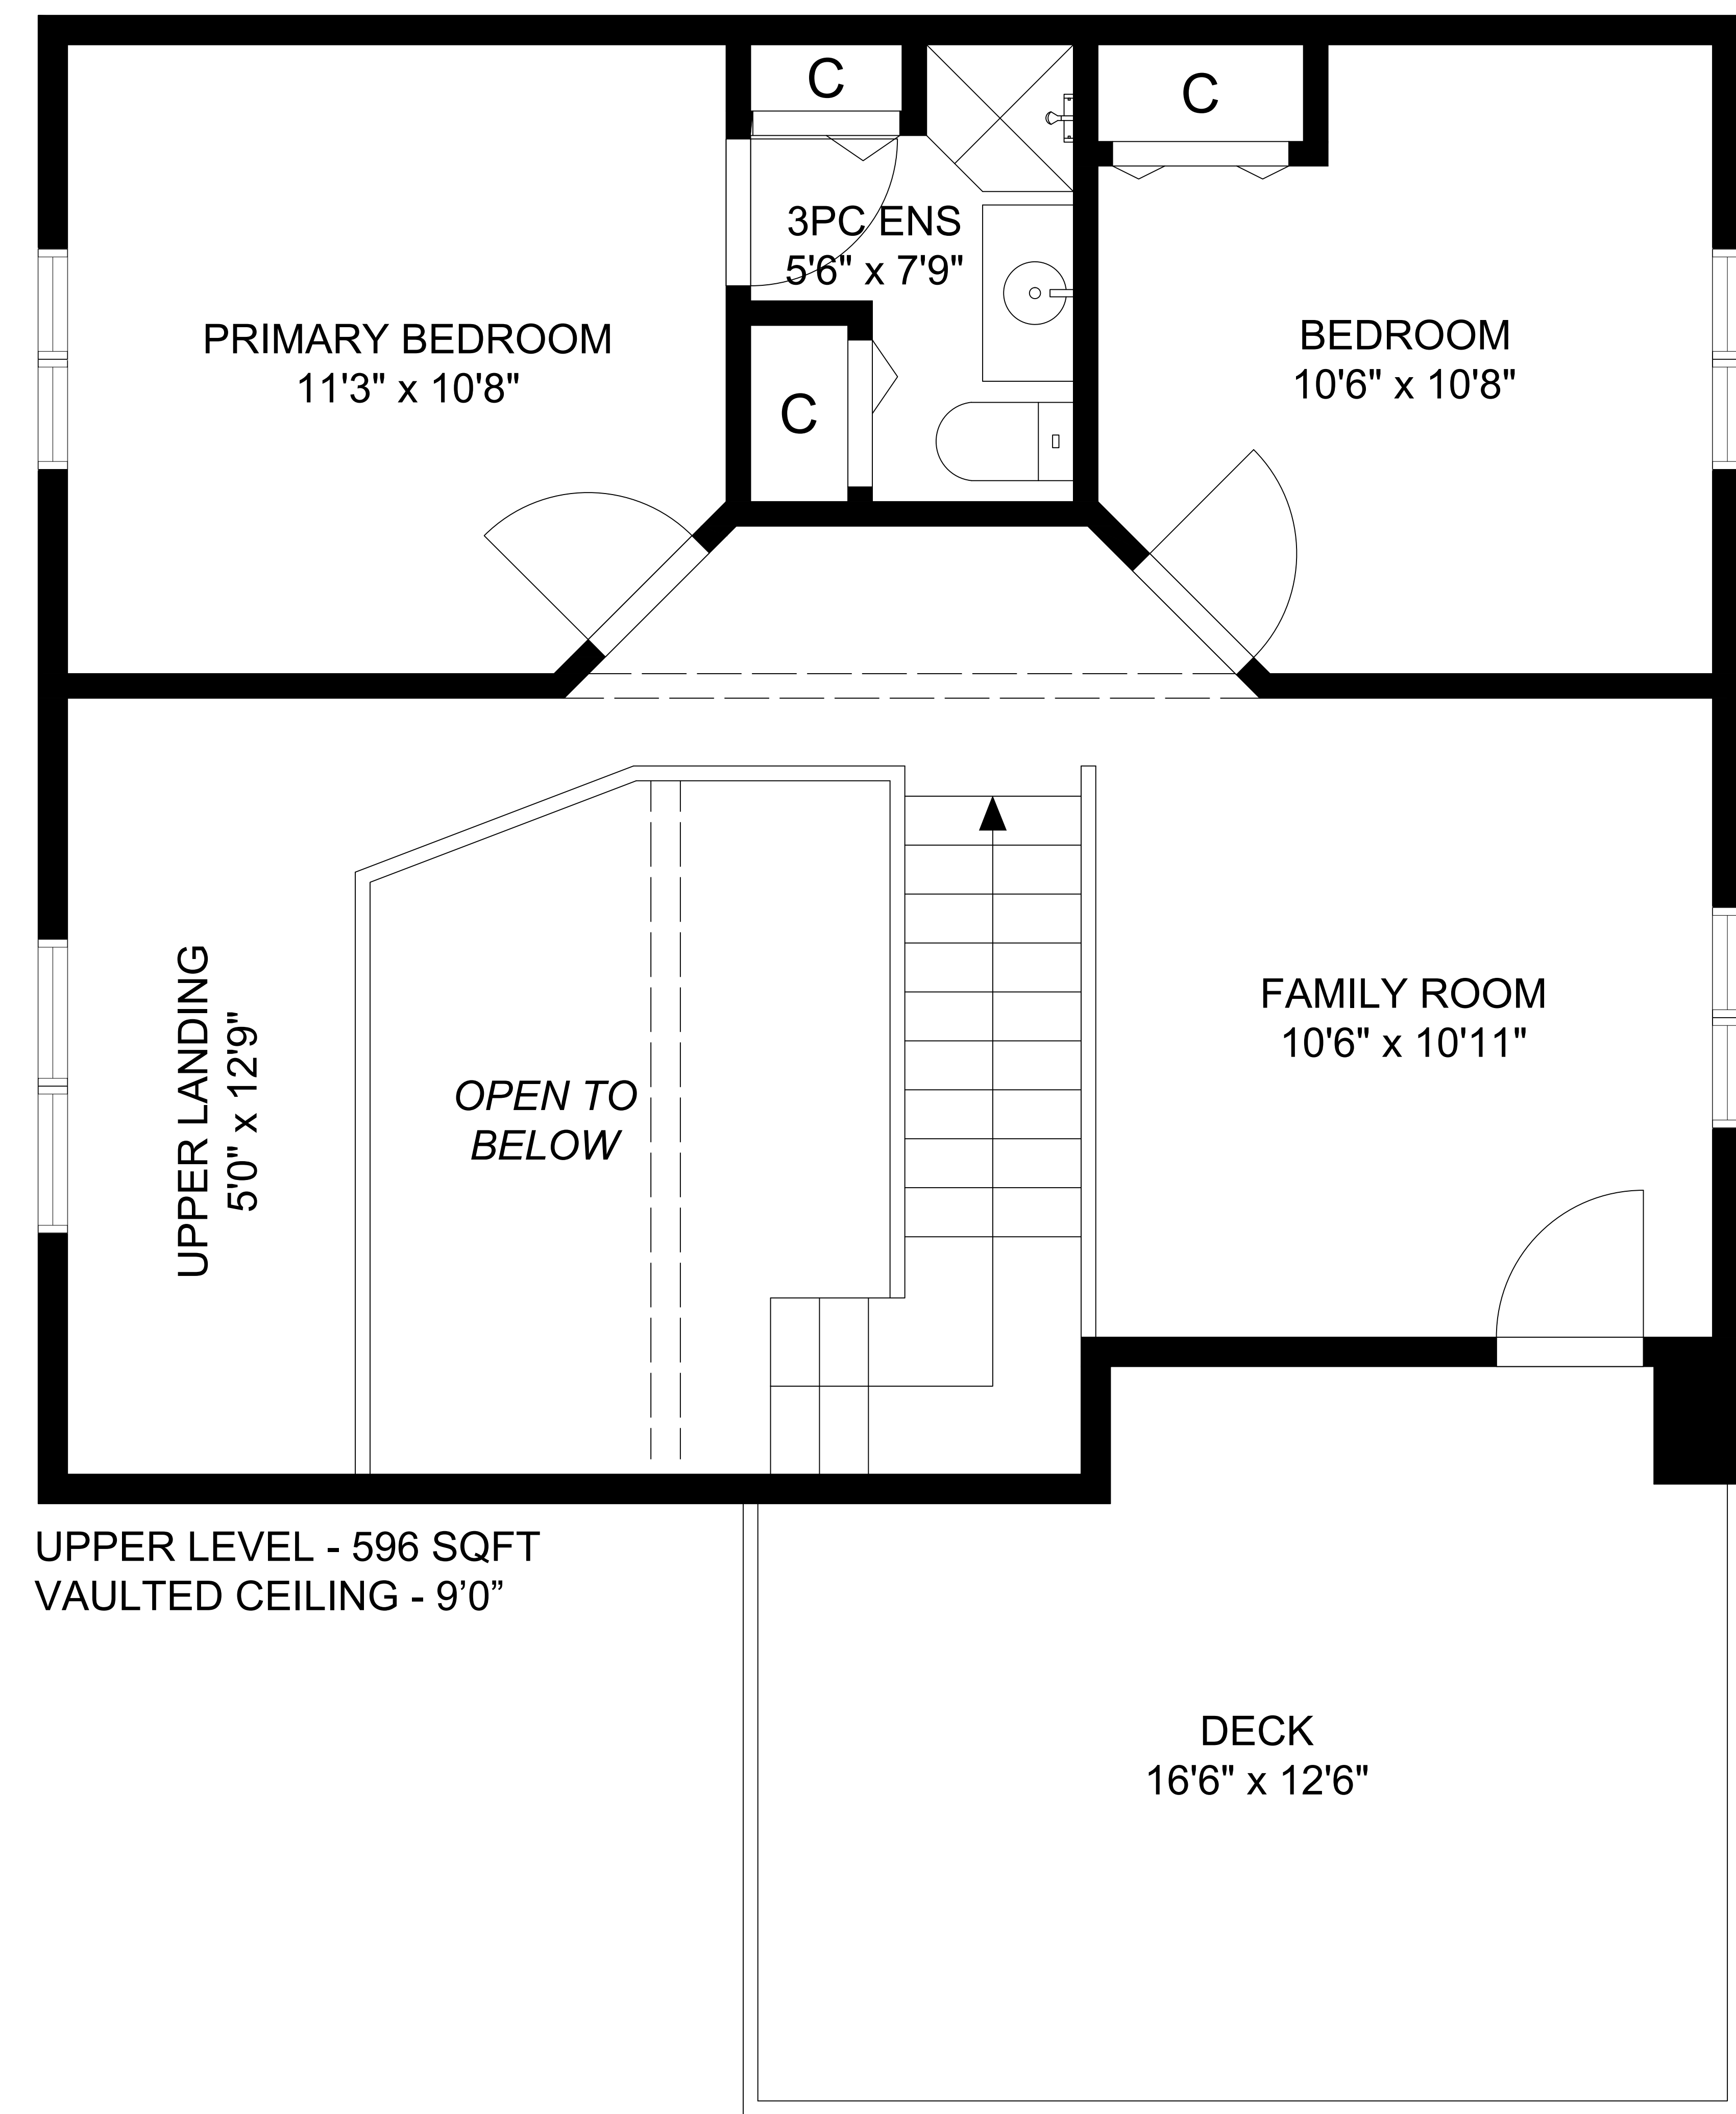 C
C
3PC ENS
5'6" x 7'9"
PRIMARY BEDROOM
11'3" x 10'8"
BEDROOM
10'6" x 10'8"
C
UPPER LANDING
5'0" x 12'9"
OPEN TO
BELOW
FAMILY ROOM
10'6" x 10'11"
UPPER LEVEL - 596 SQFT
VAULTED CEILING - 9’0”
DECK
16'6" x 12'6"